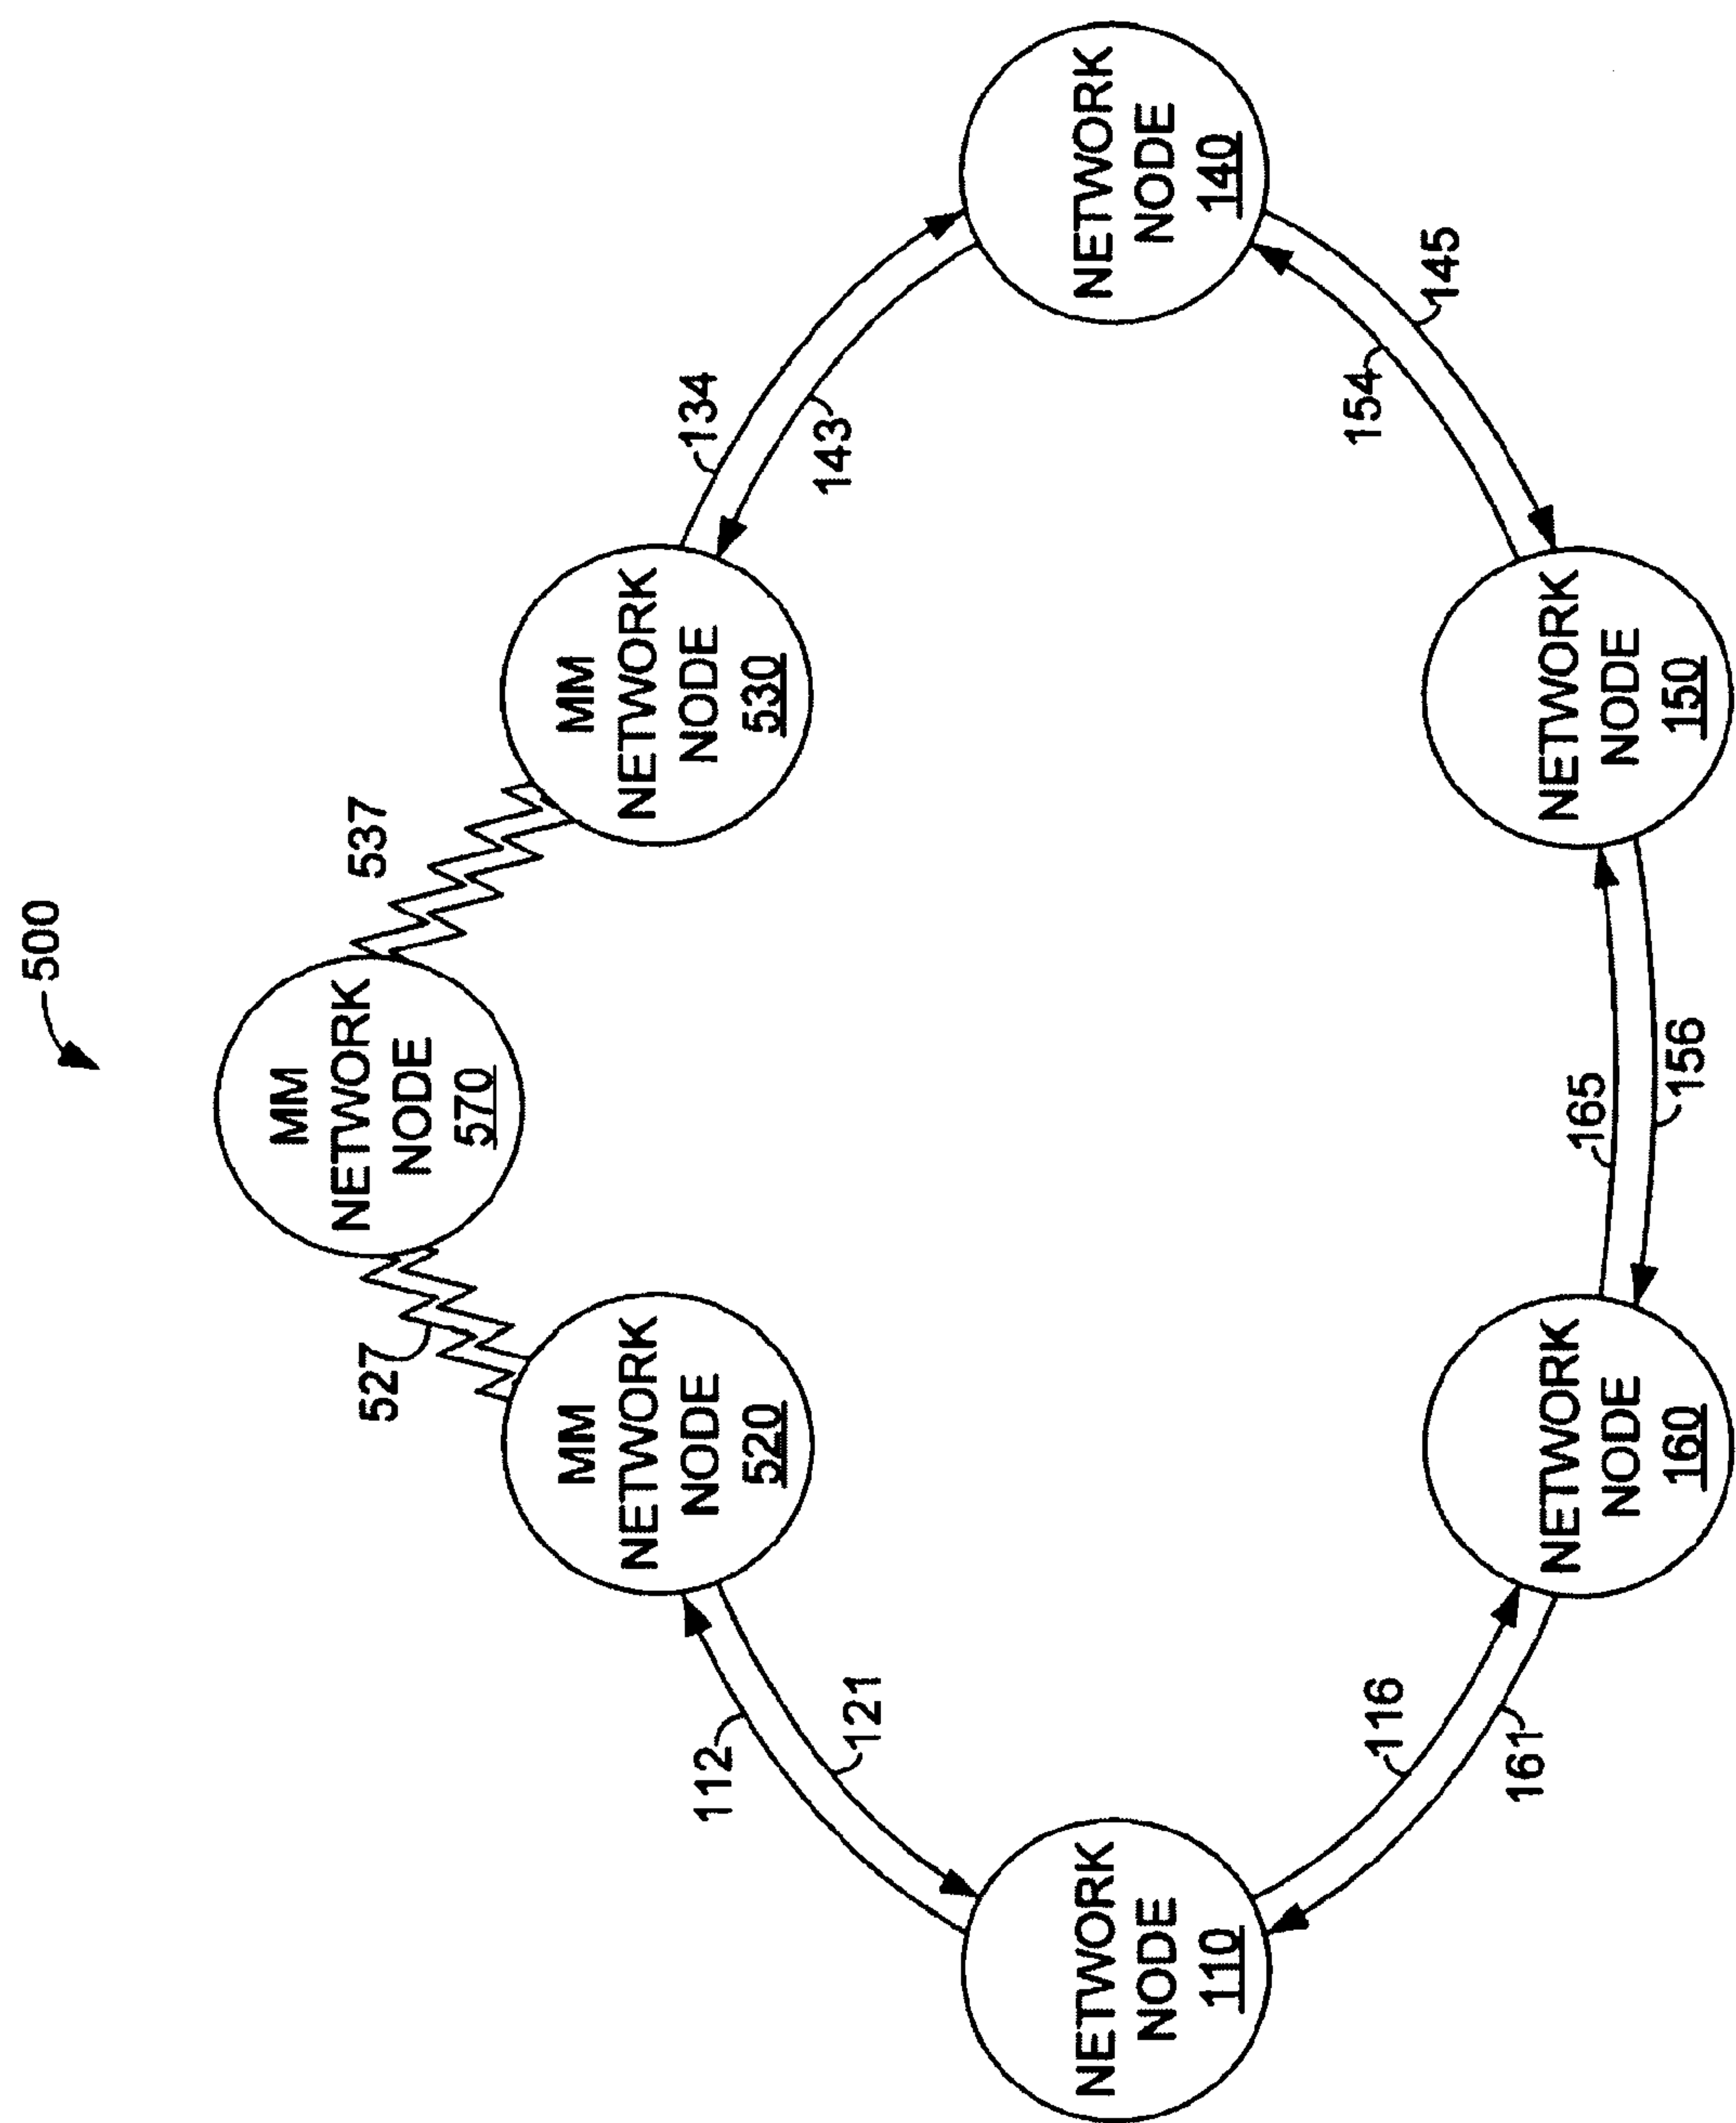 500
MM
NETWORK
NODE
570
527
537
MM
NETWORK
NODE
520
MM
NETWORK
NODE
530
112
121
134
143
NETWORK
NODE
110
NETWORK
NODE
140
116
161
154
145
NETWORK
NODE
160
165
156
NETWORK
NODE
150